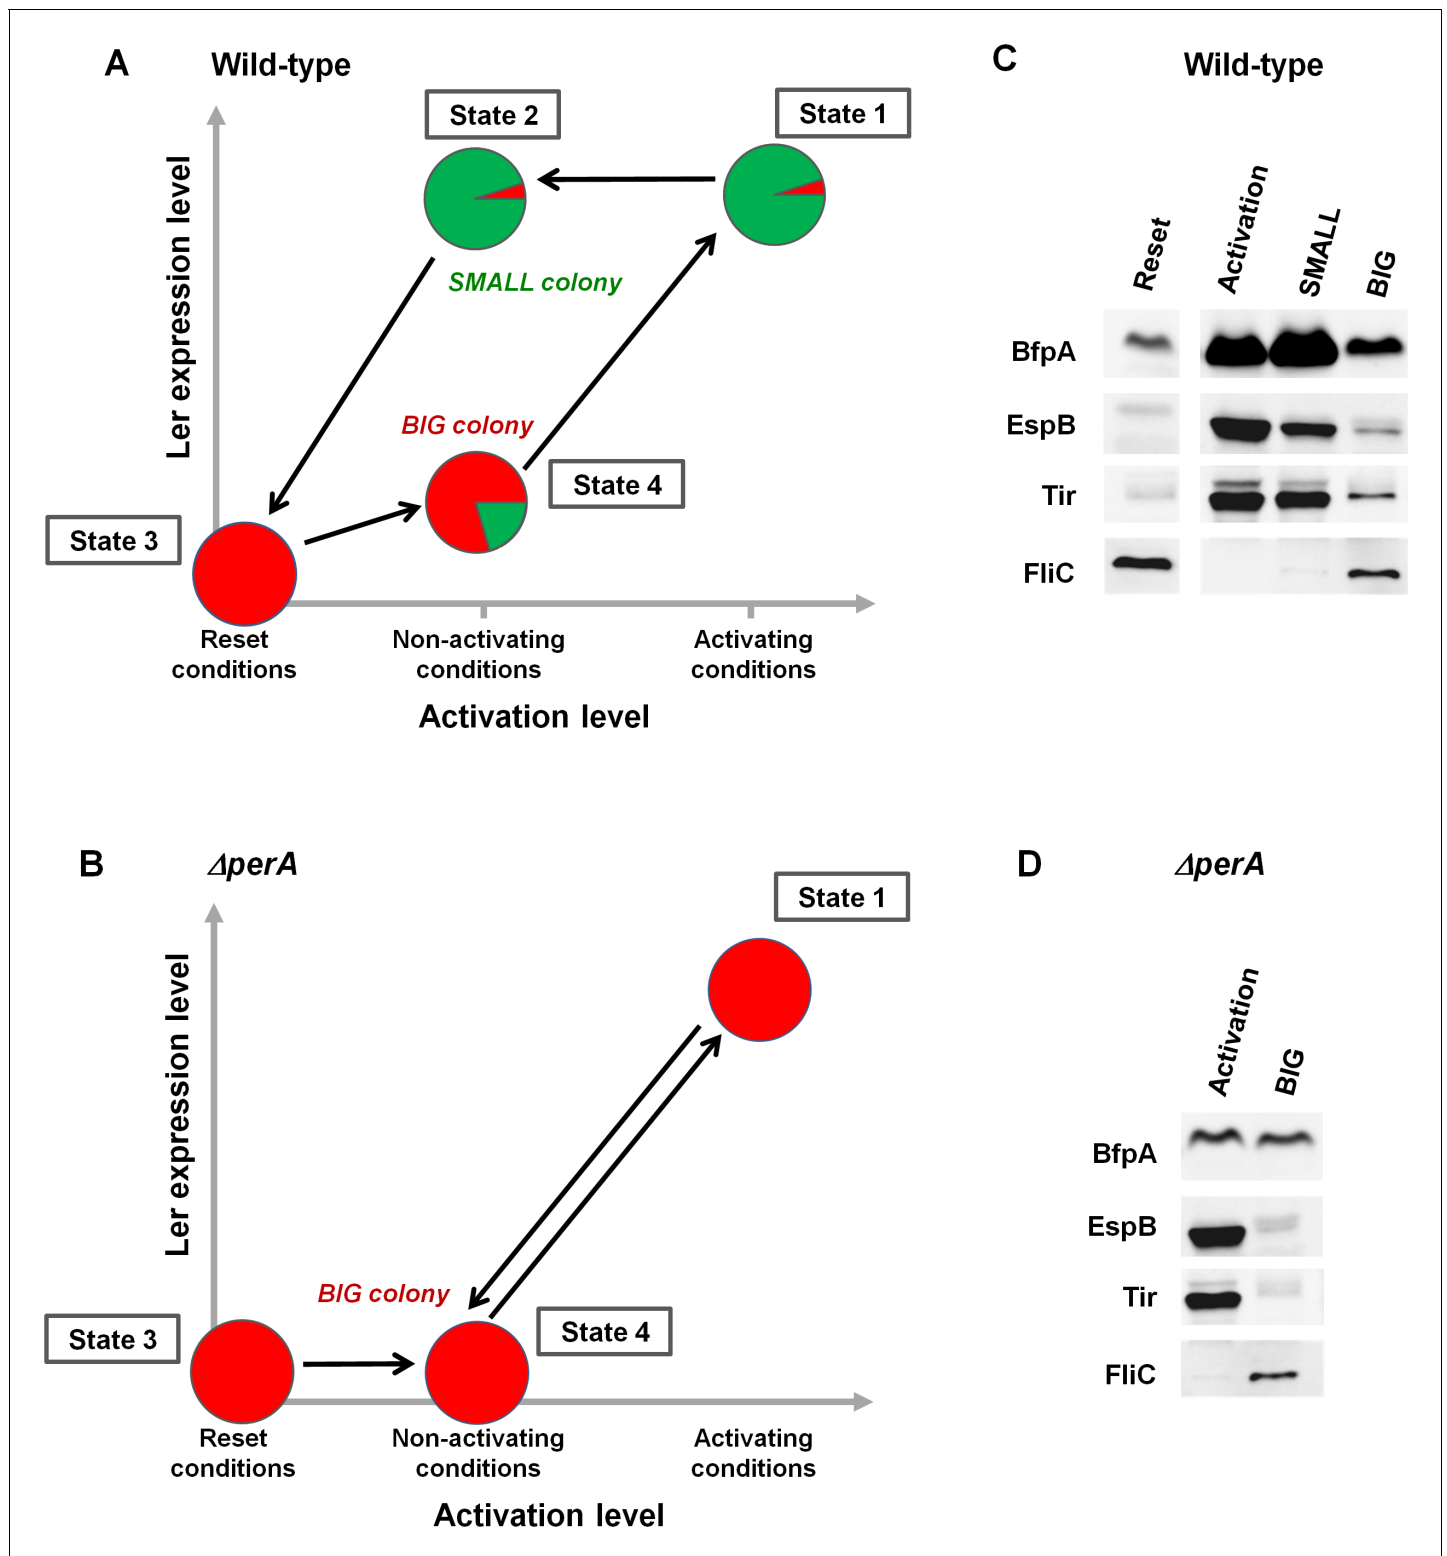 A
Wild-type
State 2
State 1
Ler expression level
SMALL colony
BIG colony
State 4
State 3
Reset
conditions
Non-activating
conditions
Activating
conditions
Activation level
C
Wild-type
Reset
Activation
SMALL
BIG
BfpA
EspB
Tir
FliC
B
ΔperA
State 1
Ler expression level
BIG colony
State 4
State 3
Reset
conditions
Non-activating
conditions
Activating
conditions
Activation level
D
ΔperA
Activation
BIG
BfpA
EspB
Tir
FliC